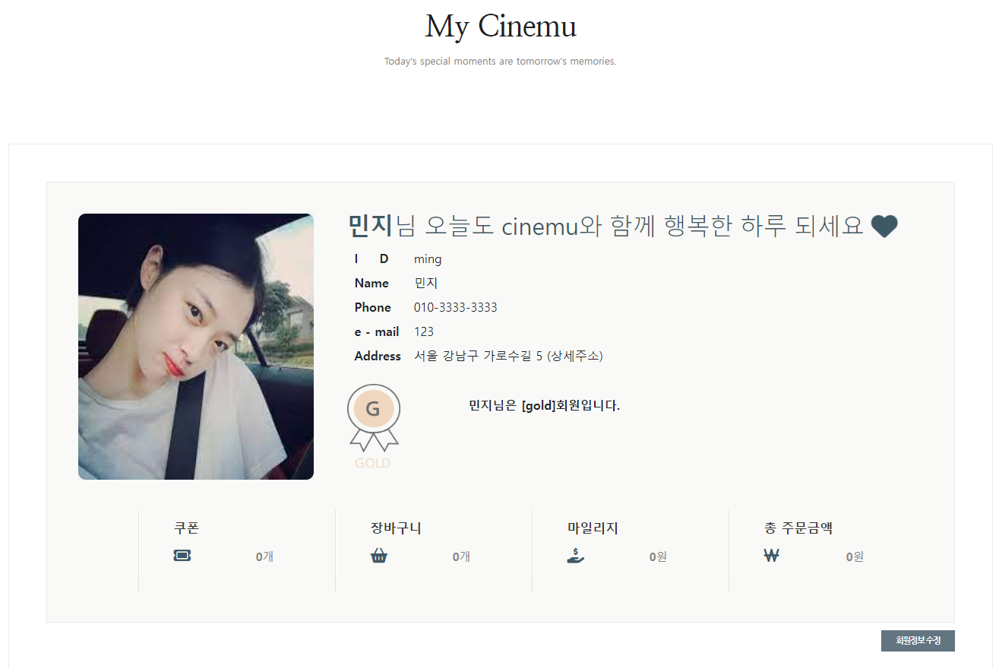 My Cinemu
Today's special moments are tomorrow's memories.
민지님 오늘도 cinemu와 함께 행복한 하루 되세요
I D ming
Name 민지
Phone 010-3333-3333
e - mail 123
Address 서울 강남구 가로수길 5 (상세주소)
G
GOLD
민지님은 [gold]회원입니다.
쿠폰
0개
장바구니
0개
마일리지
$
0원
총 주문금액
₩
0원
회원정보수정